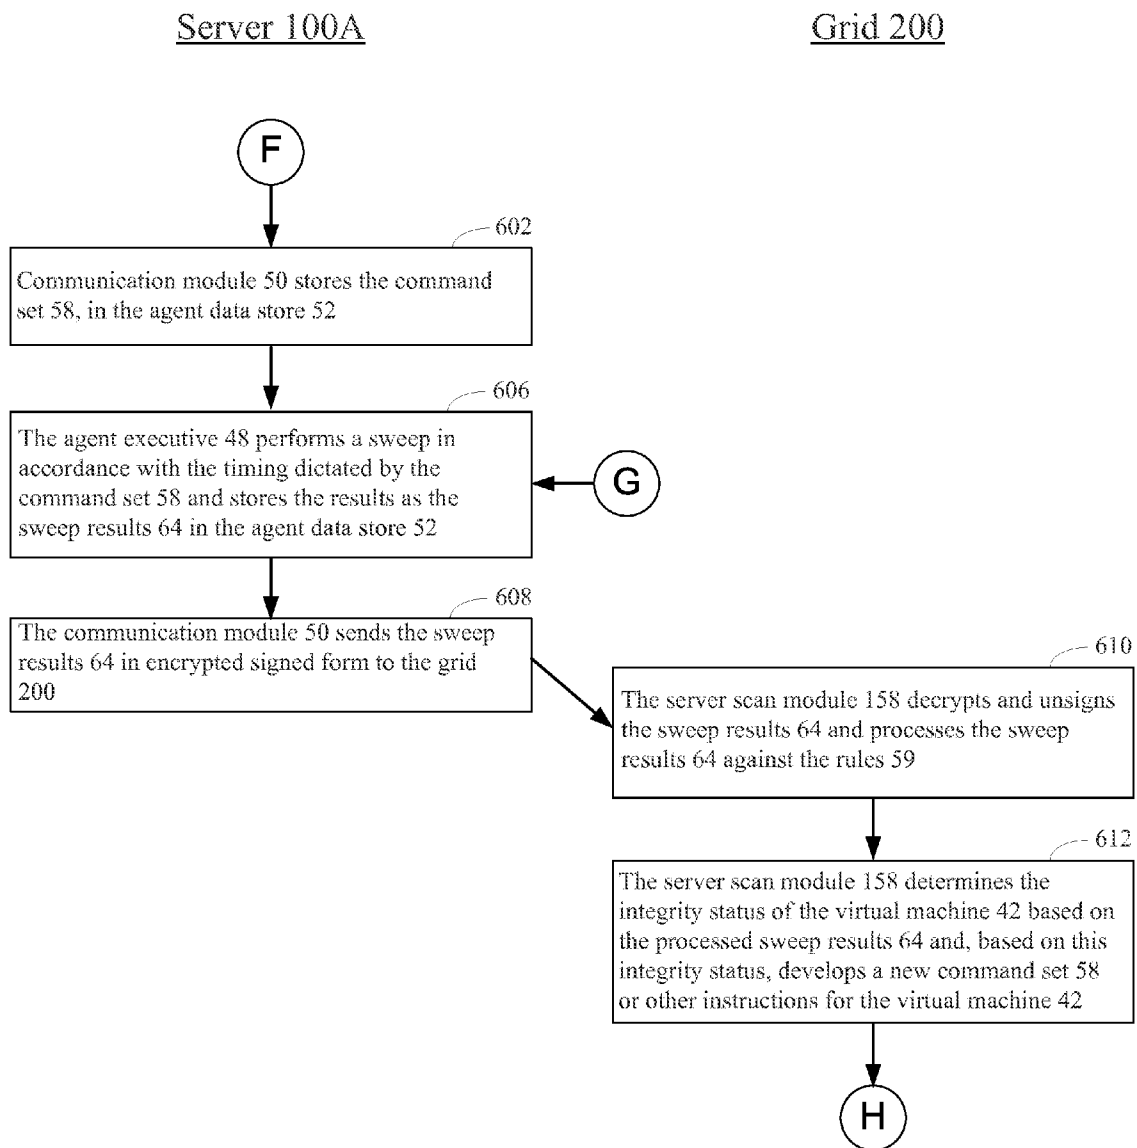 Server 100A
Grid 200
F
602
Communication module 50 stores the command
set 58, in the agent data store 52
606
The agent executive 48 performs a sweep in
accordance with the timing dictated by the
command set 58 and stores the results as the
sweep results 64 in the agent data store 52
G
608
The communication module 50 sends the sweep
results 64 in encrypted signed form to the grid
200
610
The server scan module 158 decrypts and unsigns
the sweep results 64 and processes the sweep
results 64 against the rules 59
612
The server scan module 158 determines the
integrity status of the virtual machine 42 based on
the processed sweep results 64 and, based on this
integrity status, develops a new command set 58
or other instructions for the virtual machine 42
H